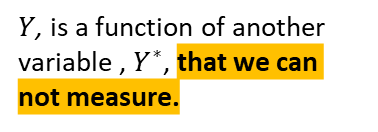 Y, is a function of another
variable , Y*, that we can
not measure.